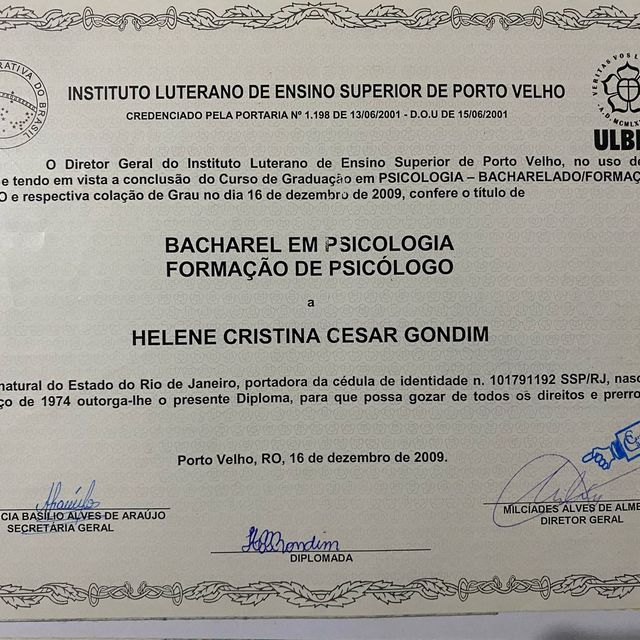 RATIVA DO BRASIL
INSTITUTO LUTERANO DE ENSINO SUPERIOR DE PORTO VELHO
CREDENCIADO PELA PORTARIA Nº 1.198 DE 13/06/2001 - D.O.U DE 15/06/2001
VERITAS VOS L
ULB
O Diretor Geral do Instituto Luterano de Ensino Superior de Porto Velho, no uso de
e tendo em vista a conclusão do Curso de Graduação em PSICOLOGIA – BACHARELADO/FORMAÇ
O e respectiva colação de Grau no dia 16 de dezembro de 2009, confere o título de
BACHAREL EM PSICOLOGIA
FORMAÇÃO DE PSICÓLOGO
a
HELENE CRISTINA CESAR GONDIM
natural do Estado do Rio de Janeiro, portadora da cédula de identidade n. 101791192 SSP/RJ, nasc
ço de 1974 outorga-lhe o presente Diploma, para que possa gozar de todos os direitos e prerro
Porto Velho, RO, 16 de dezembro de 2009.
CIA BASÍLIO ALVES DE ARAÚJO
SECRETÁRIA GERAL
HCGondim
DIPLOMADA
MILCÍADES ALVES DE ALME
DIRETOR GERAL